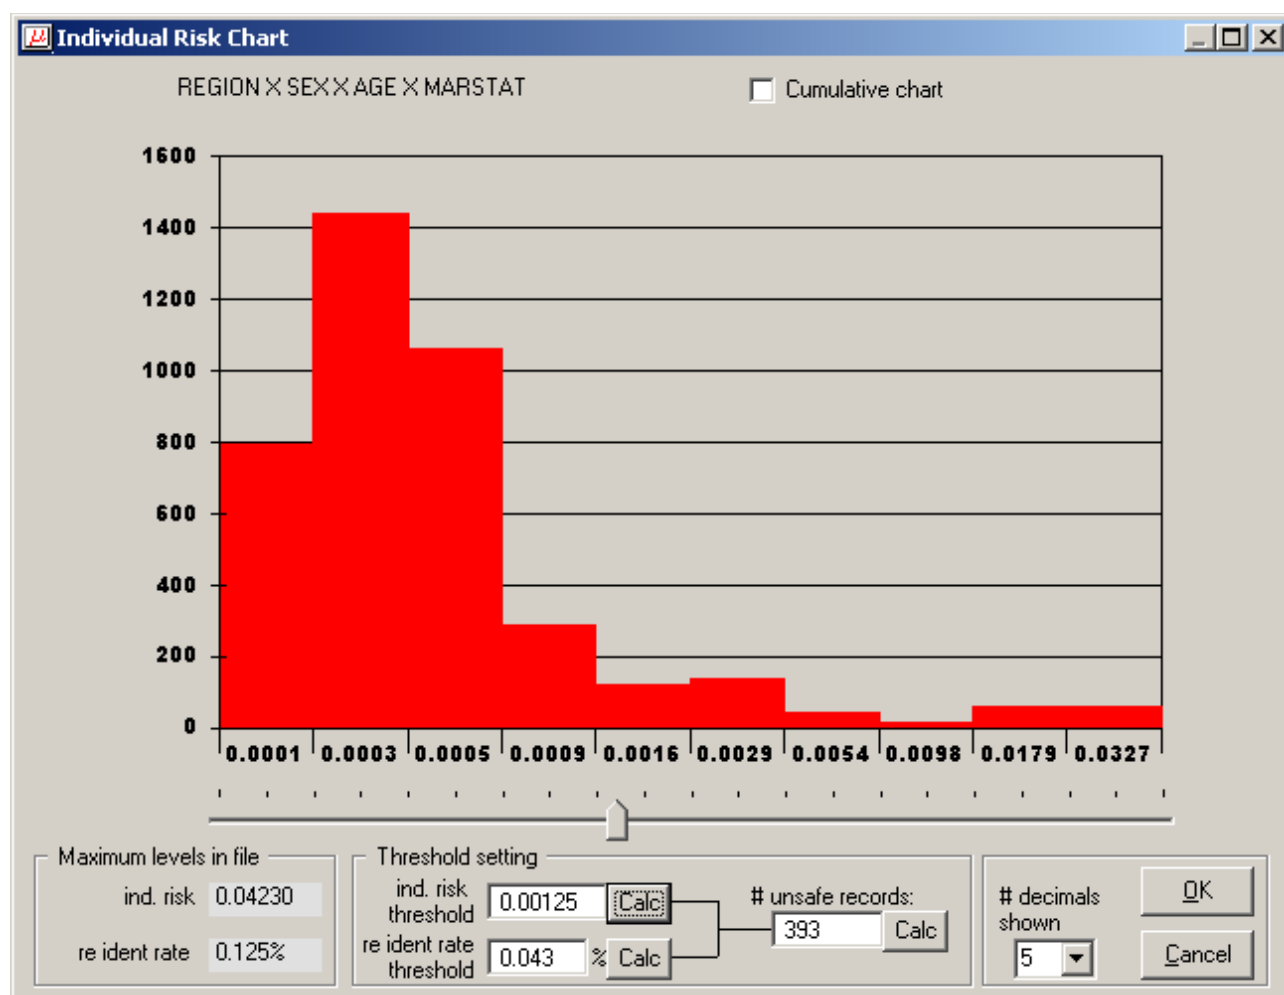 μ Individual Risk Chart
REGION X SEX X AGE X MARSTAT
Cumulative chart
1600
1400
1200
1000
800
600
400
200
0
0.0001 0.0003 0.0005 0.0009 0.0016 0.0029 0.0054 0.0098 0.0179 0.0327
Maximum levels in file
ind. risk 0.04230
re ident rate 0.125%
Threshold setting
ind. risk threshold 0.00125 Calc
re ident rate threshold 0.043 % Calc
# unsafe records:
393 Calc
# decimals shown
5
OK
Cancel